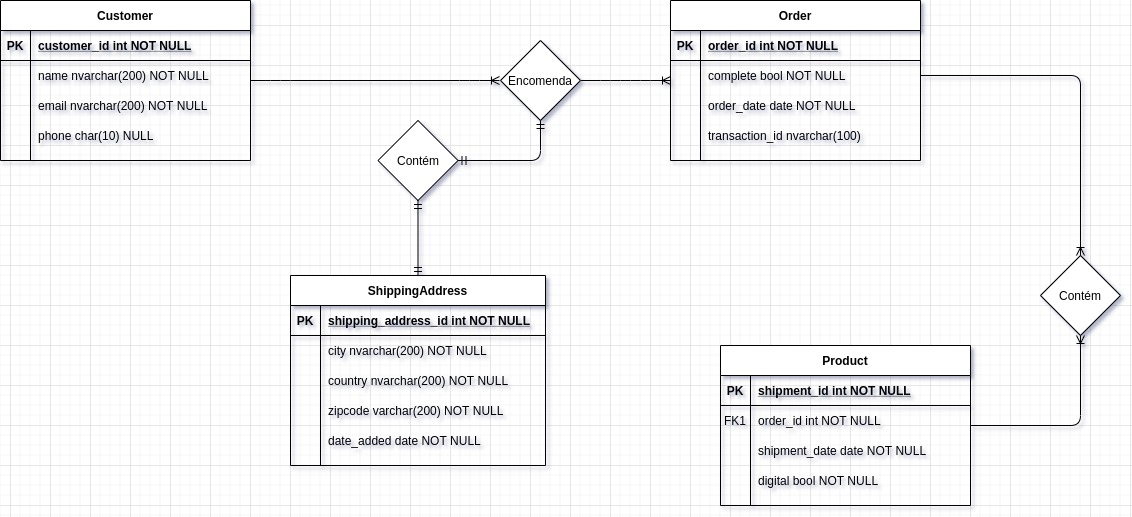 Customer
PK customer_id int NOT NULL
name nvarchar(200) NOT NULL
email nvarchar(200) NOT NULL
phone char(10) NULL
Encomenda
Order
PK order_id int NOT NULL
complete bool NOT NULL
order_date date NOT NULL
transaction_id nvarchar(100)
Contém
ShippingAddress
PK shipping_address_id int NOT NULL
city nvarchar(200) NOT NULL
country nvarchar(200) NOT NULL
zipcode varchar(200) NOT NULL
date_added date NOT NULL
Contém
Product
PK shipment_id int NOT NULL
FK1 order_id int NOT NULL
shipment_date date NOT NULL
digital bool NOT NULL